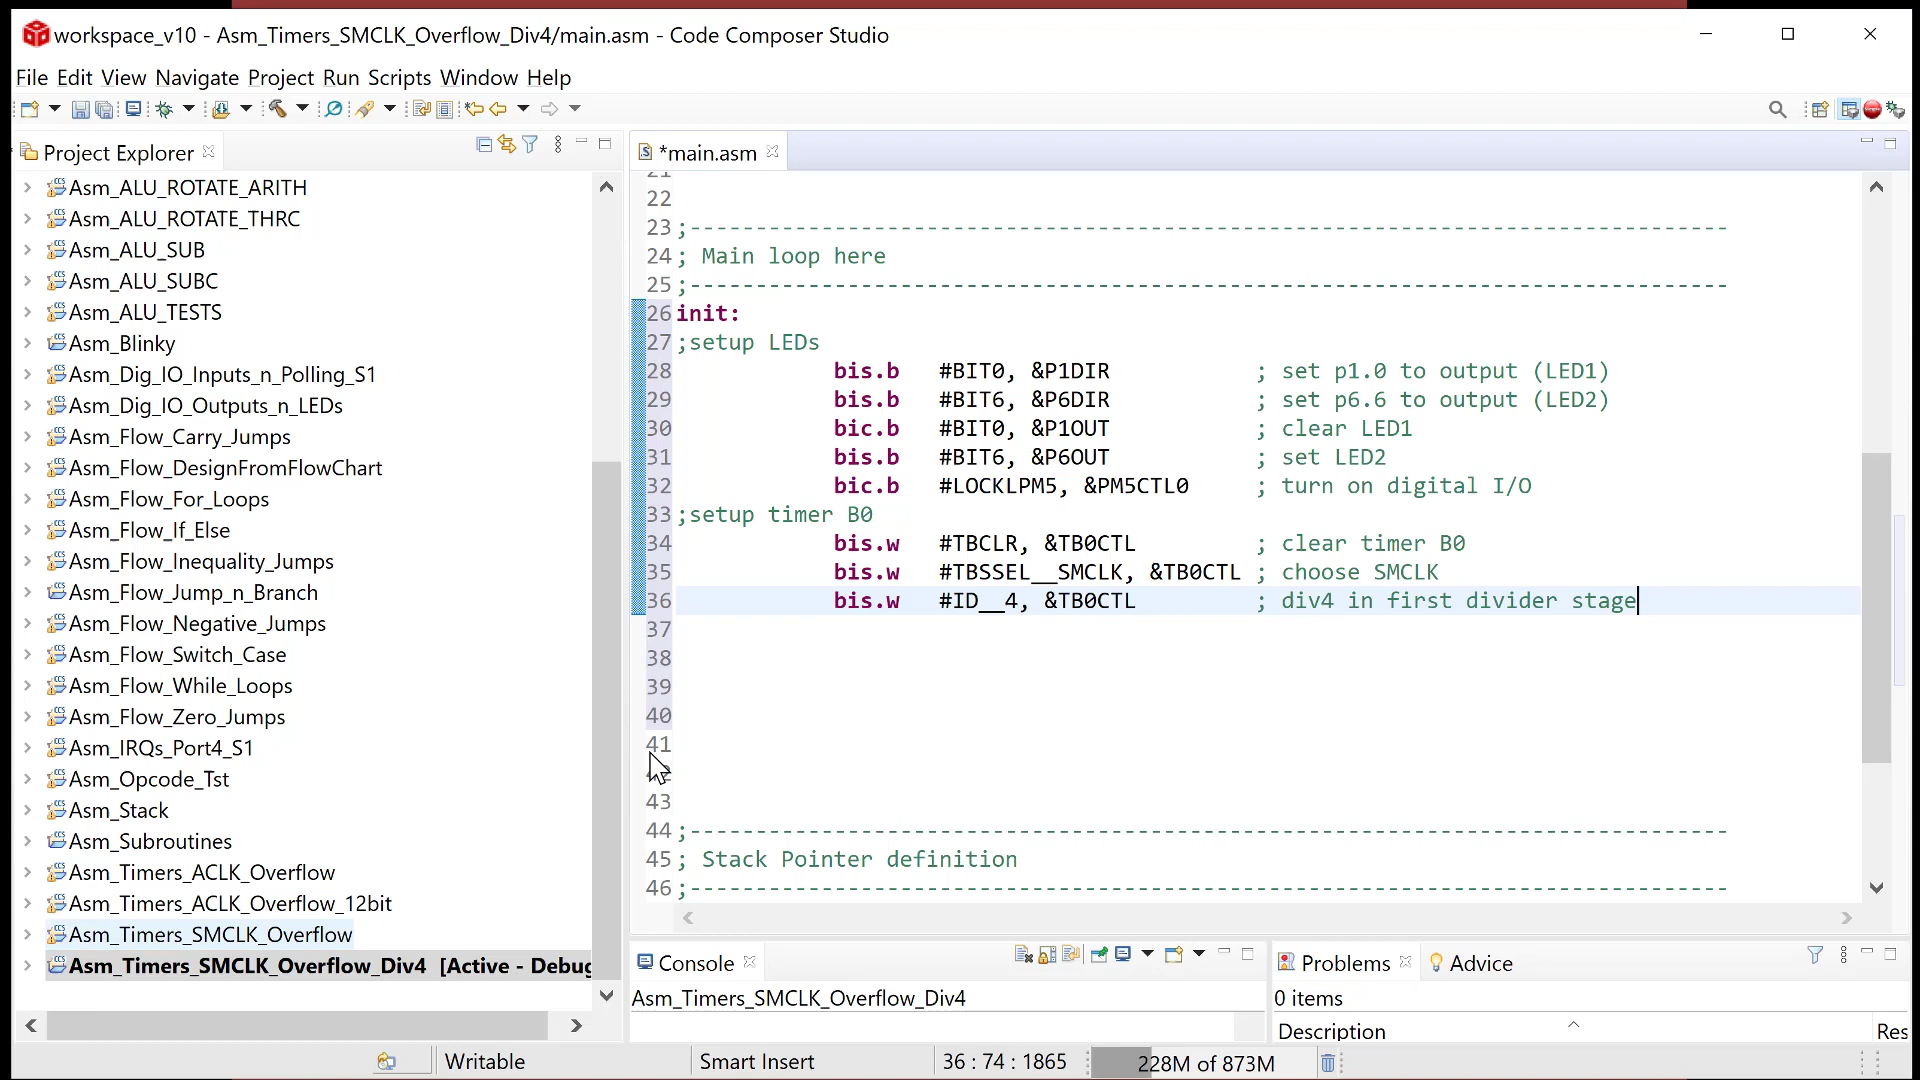 workspace_v10 - Asm_Timers_SMCLK_Overflow_Div4/main.asm - Code Composer Studio
File Edit View Navigate Project Run Scripts Window Help
Project Explorer
Asm_ALU_ROTATE_ARITH
Asm_ALU_ROTATE_THRC
Asm_ALU_SUB
Asm_ALU_SUBC
Asm_ALU_TESTS
Asm_Blinky
Asm_Dig_IO_Inputs_n_Polling_S1
Asm_Dig_IO_Outputs_n_LEDs
Asm_Flow_Carry_Jumps
Asm_Flow_DesignFromFlowChart
Asm_Flow_For_Loops
Asm_Flow_If_Else
Asm_Flow_Inequality_Jumps
Asm_Flow_Jump_n_Branch
Asm_Flow_Negative_Jumps
Asm_Flow_Switch_Case
Asm_Flow_While_Loops
Asm_Flow_Zero_Jumps
Asm_IRQs_Port4_S1
Asm_Opcode_Tst
Asm_Stack
Asm_Subroutines
Asm_Timers_ACLK_Overflow
Asm_Timers_ACLK_Overflow_12bit
Asm_Timers_SMCLK_Overflow
Asm_Timers_SMCLK_Overflow_Div4 [Active - Debug
*main.asm
21
22
23 ;-------------------------------------------------------------------------------
24 ; Main loop here
25 ;-------------------------------------------------------------------------------
26 init:
27 ;setup LEDs
28 bis.b #BIT0, &P1DIR ; set p1.0 to output (LED1)
29 bis.b #BIT6, &P6DIR ; set p6.6 to output (LED2)
30 bic.b #BIT0, &P1OUT ; clear LED1
31 bis.b #BIT6, &P6OUT ; set LED2
32 bic.b #LOCKLPM5, &PM5CTL0 ; turn on digital I/O
33 ;setup timer B0
34 bis.w #TBCLR, &TB0CTL ; clear timer B0
35 bis.w #TBSSEL__SMCLK, &TB0CTL ; choose SMCLK
36 bis.w #ID__4, &TB0CTL ; div4 in first divider stage
37
38
39
40
41
43
44 ;-------------------------------------------------------------------------------
45 ; Stack Pointer definition
46 ;-------------------------------------------------------------------------------
Console
Asm_Timers_SMCLK_Overflow_Div4
Problems Advice
0 items
Description Res
Writable Smart Insert 36 : 74 : 1865 228M of 873M